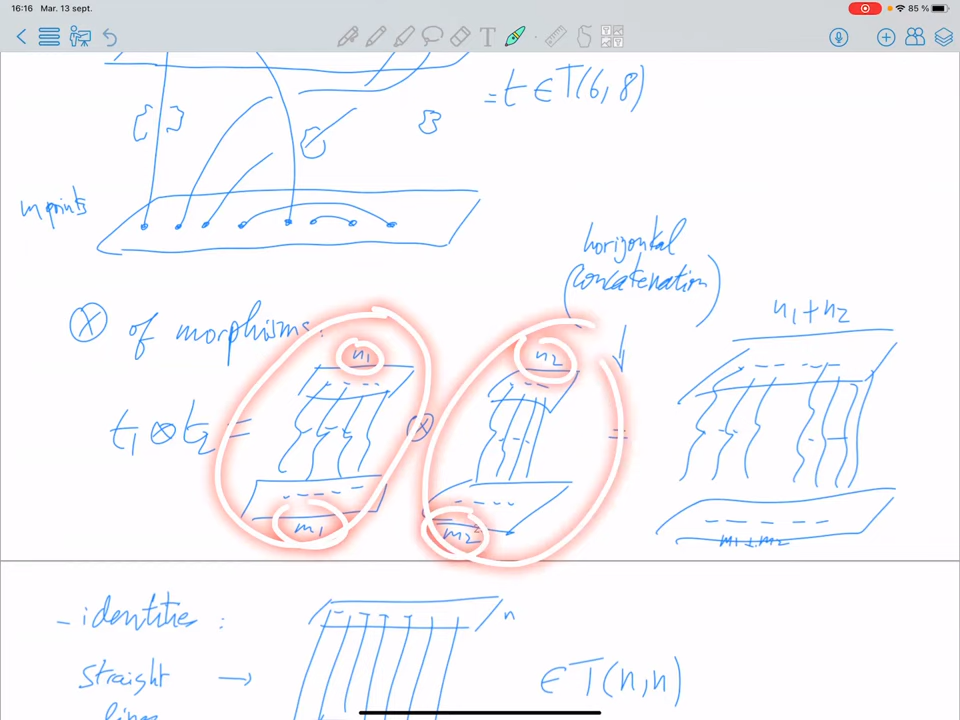 16:16 Mar. 13 sept.
85 %
T
= t ∈ T(6, 8)
m points
horizontal
(concatenation)
⊗ of morphisms:
n1 n2 n1 + n2
t1 ⊗ t2 = ⊗ =
m1 m2 m1 + m2
- identities :
n
straight → ∈ T(n, n)
lines